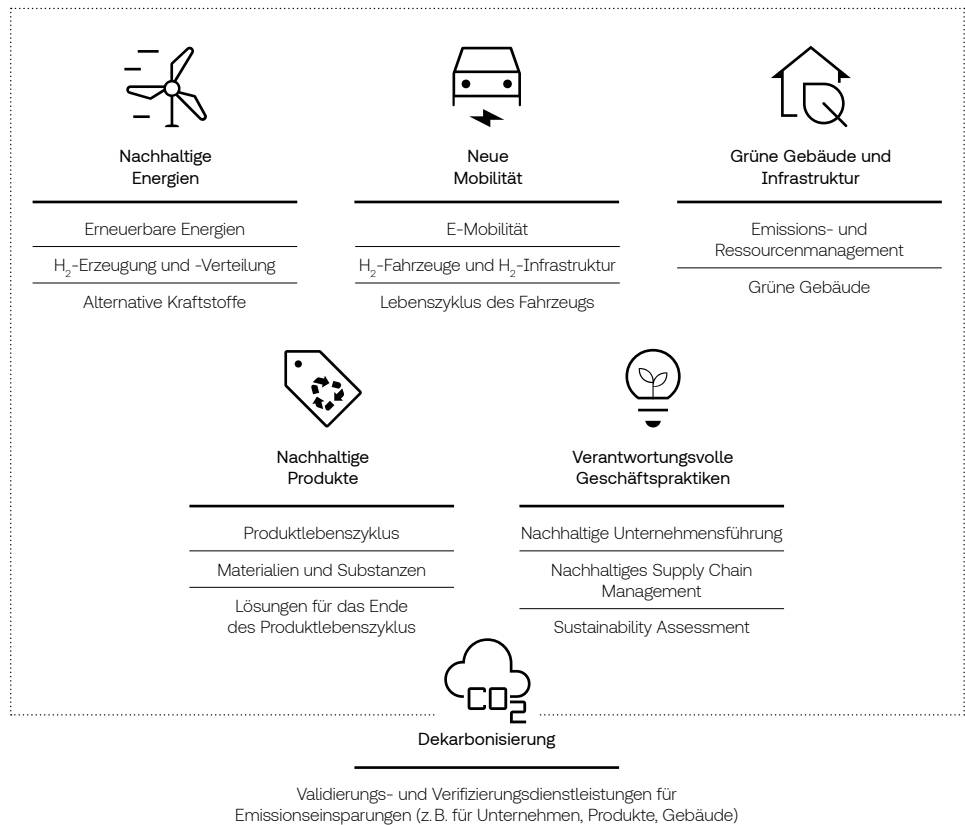 Nachhaltige
Energien
Erneuerbare Energien
H₂-Erzeugung und -Verteilung
Alternative Kraftstoffe
Neue
Mobilität
E-Mobilität
H₂-Fahrzeuge und H₂-Infrastruktur
Lebenszyklus des Fahrzeugs
Grüne Gebäude und
Infrastruktur
Emissions- und
Ressourcenmanagement
Grüne Gebäude
Nachhaltige
Produkte
Produktlebenszyklus
Materialien und Substanzen
Lösungen für das Ende
des Produktlebenszyklus
Verantwortungsvolle
Geschäftspraktiken
Nachhaltige Unternehmensführung
Nachhaltiges Supply Chain
Management
Sustainability Assessment
CO₂
Dekarbonisierung
Validierungs- und Verifizierungsdienstleistungen für
Emissionseinsparungen (z. B. für Unternehmen, Produkte, Gebäude)